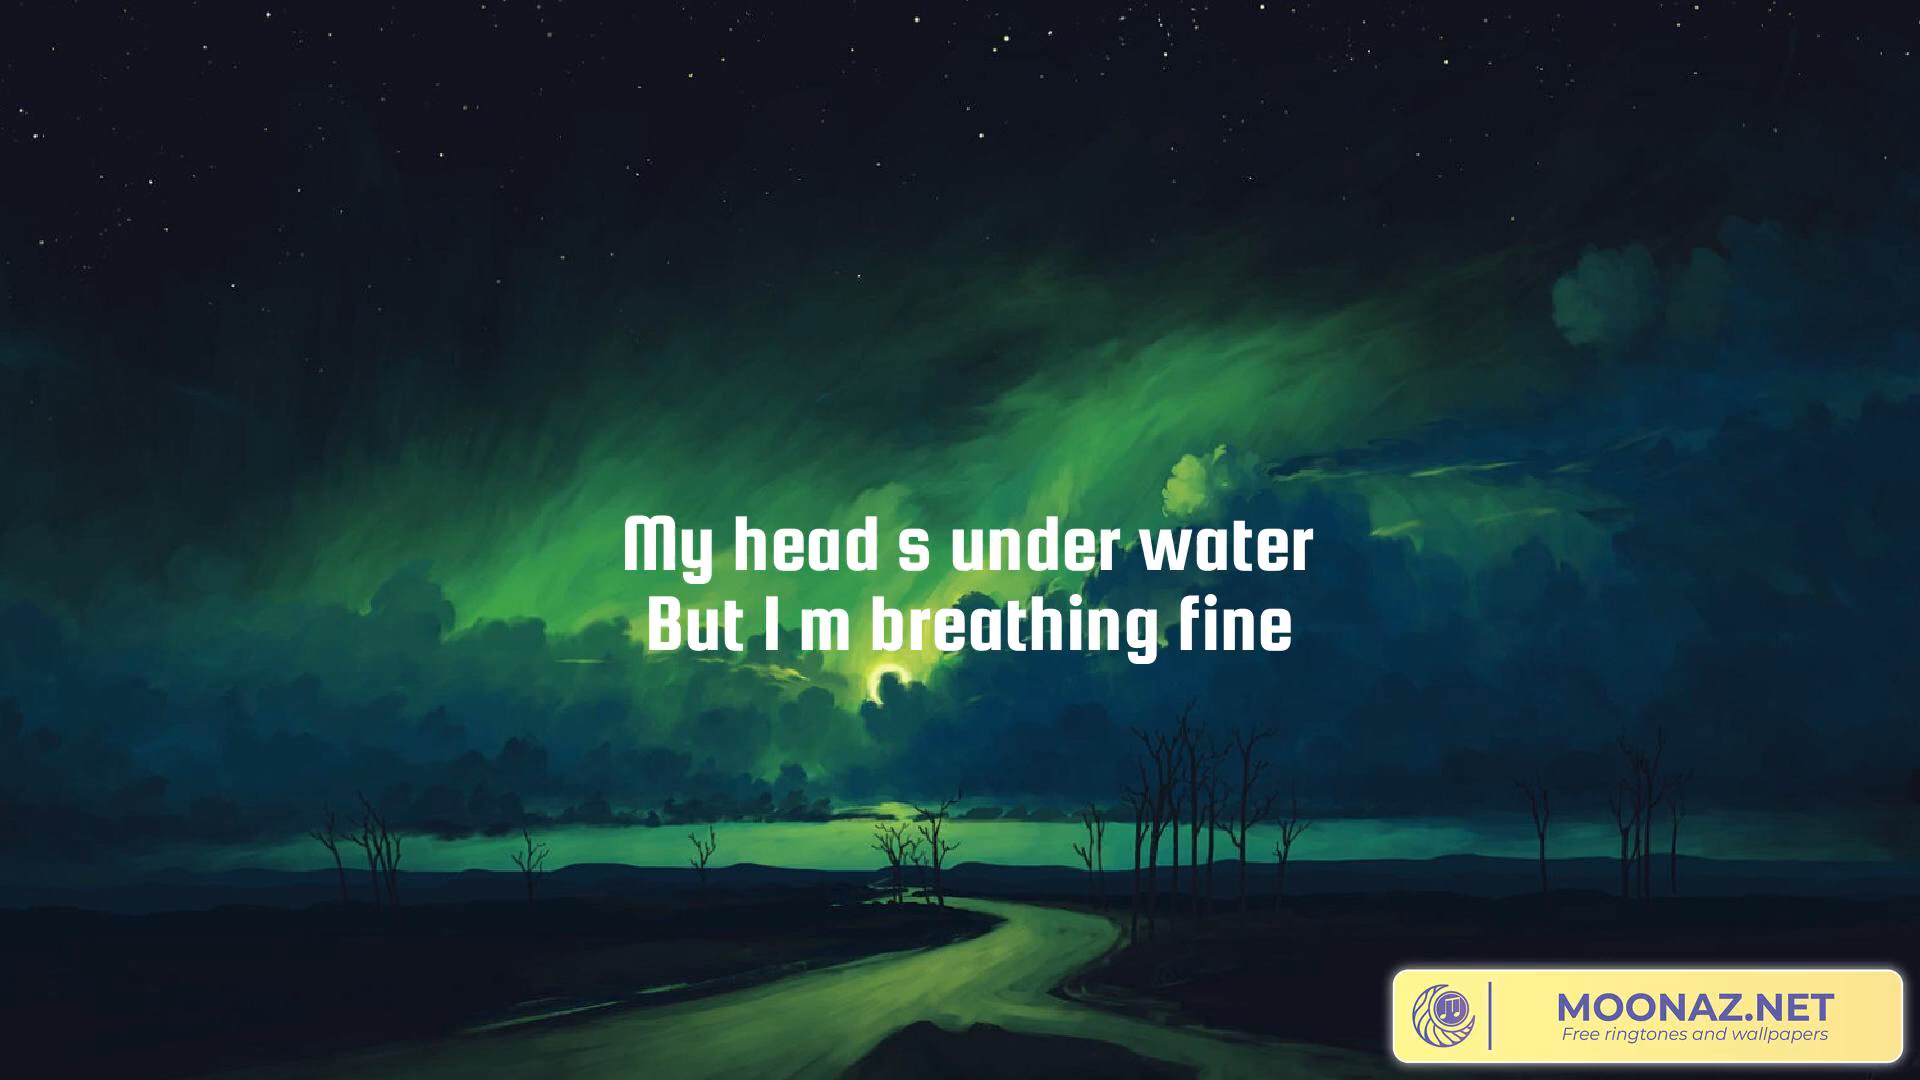 My head s under water
But I m breathing fine
MOONAZ.NET
Free ringtones and wallpapers